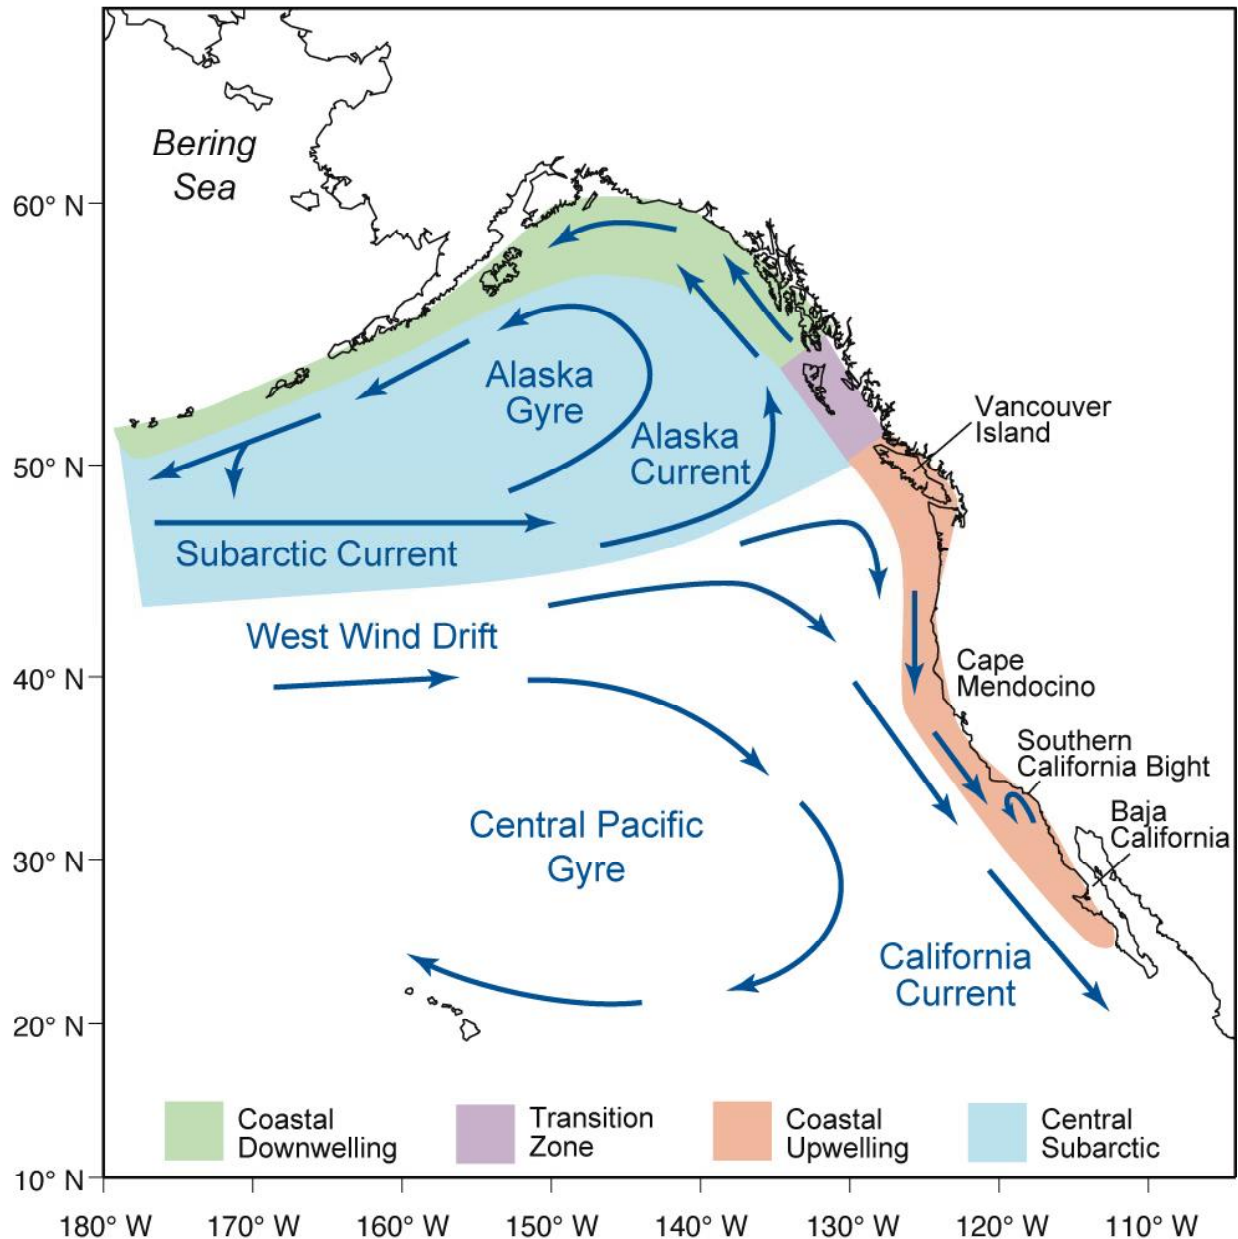 Bering
Sea
60° N
50° N
40° N
30° N
20° N
10° N
Alaska
Gyre
Alaska
Current
Vancouver
Island
Subarctic Current
West Wind Drift
Cape
Mendocino
Southern
California Bight
Baja
California
Central Pacific
Gyre
California
Current
Coastal
Downwelling
Transition
Zone
Coastal
Upwelling
Central
Subarctic
180° W
170° W
160° W
150° W
140° W
130° W
120° W
110° W